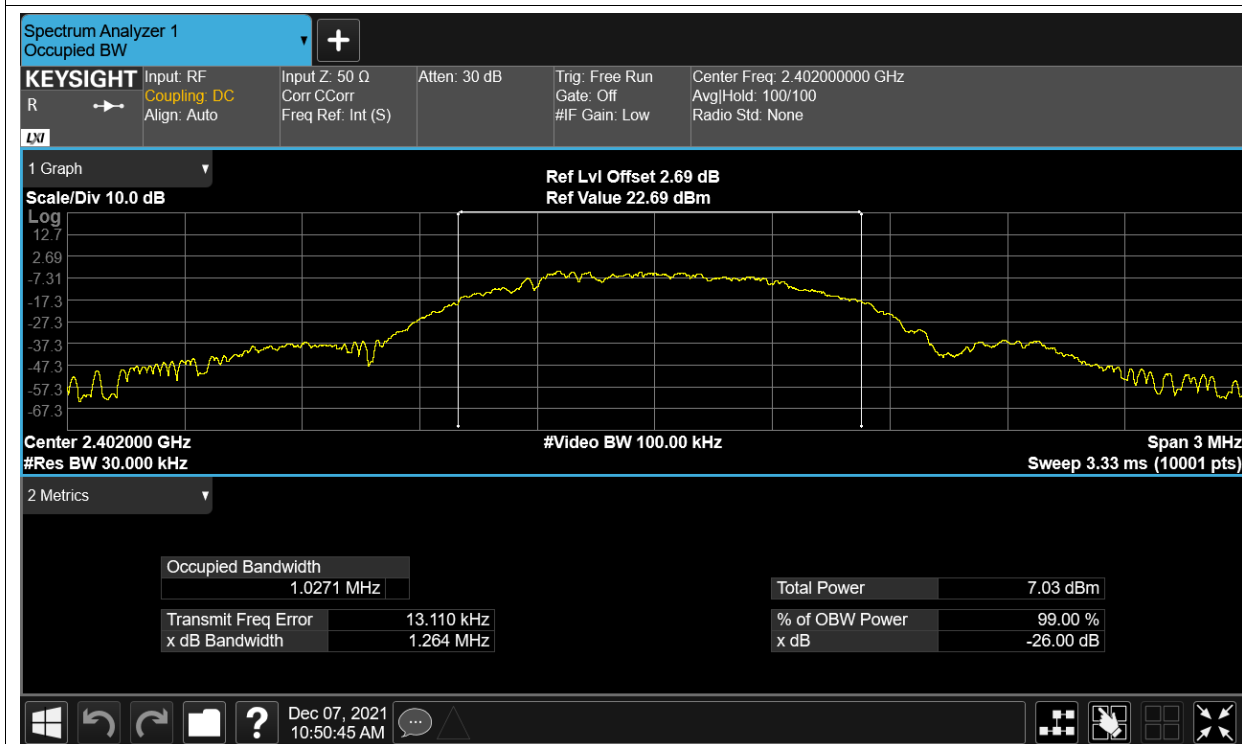 Spectrum Analyzer 1
Occupied BW
KEYSIGHT
R
LXI
Input: RF
Coupling: DC
Align: Auto
Input Z: 50 Ω
Corr CCorr
Freq Ref: Int (S)
Atten: 30 dB
Trig: Free Run
Gate: Off
#IF Gain: Low
Center Freq: 2.402000000 GHz
Avg|Hold: 100/100
Radio Std: None
1 Graph
Scale/Div 10.0 dB
Ref Lvl Offset 2.69 dB
Ref Value 22.69 dBm
Log
12.7
2.69
-7.31
-17.3
-27.3
-37.3
-47.3
-57.3
-67.3
Center 2.402000 GHz
#Video BW 100.00 kHz
Span 3 MHz
#Res BW 30.000 kHz
Sweep 3.33 ms (10001 pts)
2 Metrics
Occupied Bandwidth
1.0271 MHz
Total Power 7.03 dBm
Transmit Freq Error 13.110 kHz
% of OBW Power 99.00 %
x dB Bandwidth 1.264 MHz
x dB -26.00 dB
?
Dec 07, 2021
10:50:45 AM